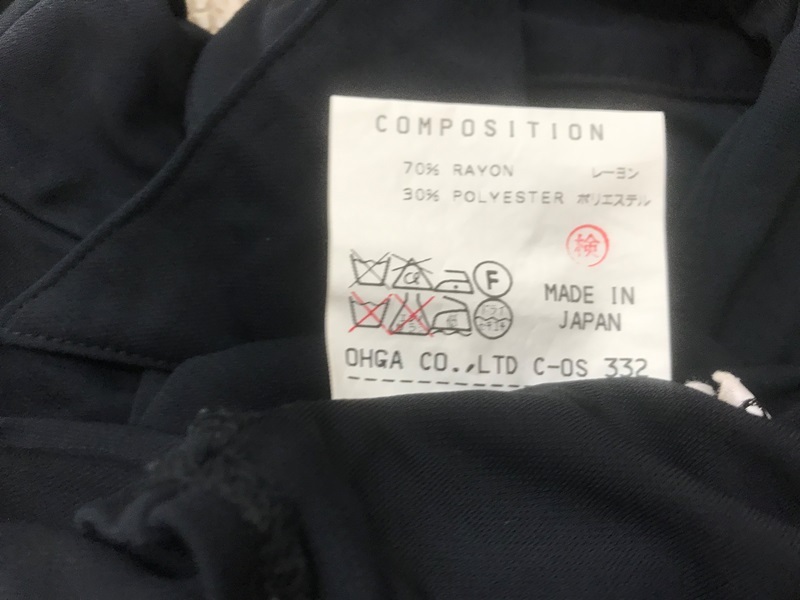 COMPOSITION
70% RAYON レーヨン
30% POLYESTER ポリエステル
検
F
MADE IN
JAPAN
OHGA CO.,LTD C-OS 332